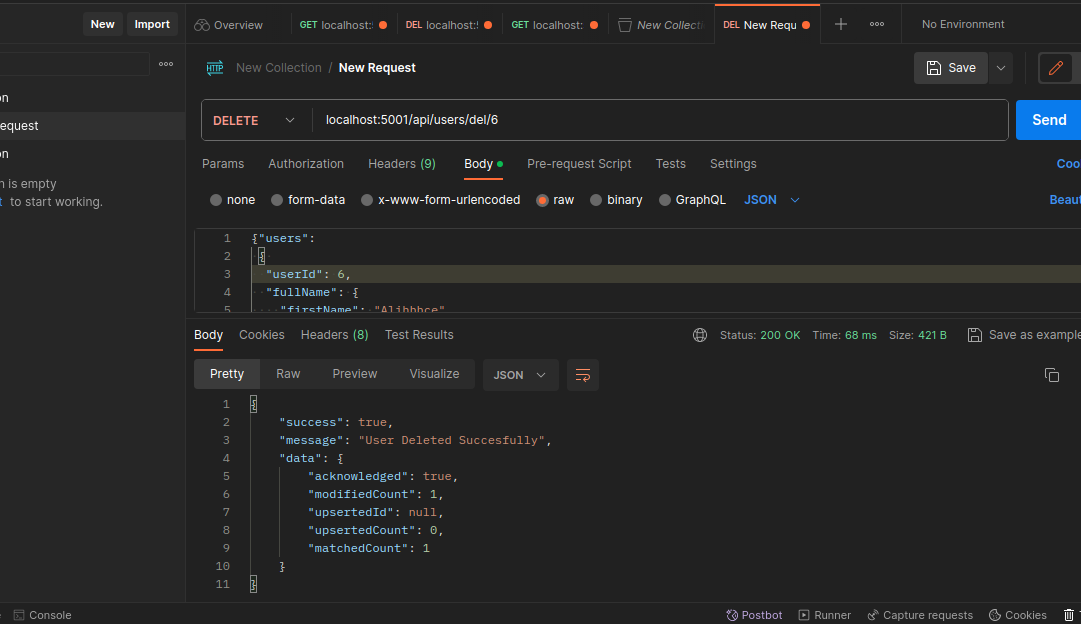 New Import Overview GET localhost: DEL localhost: GET localhost: New Collecti DEL New Requ No Environment
New Collection / New Request Save
on
equest
on
n is empty
t to start working.
DELETE localhost:5001/api/users/del/6 Send
Params Authorization Headers (9) Body Pre-request Script Tests Settings Coo
none form-data x-www-form-urlencoded raw binary GraphQL JSON Beaut
1 {"users":
2 {
3 "userId": 6,
4 "fullName": {
5 "firstName": "Alihhhce"
Body Cookies Headers (8) Test Results Status: 200 OK Time: 68 ms Size: 421 B Save as example
Pretty Raw Preview Visualize JSON
1 {
2 "success": true,
3 "message": "User Deleted Succesfully",
4 "data": {
5 "acknowledged": true,
6 "modifiedCount": 1,
7 "upsertedId": null,
8 "upsertedCount": 0,
9 "matchedCount": 1
10 }
11 }
Console Postbot Runner Capture requests Cookies